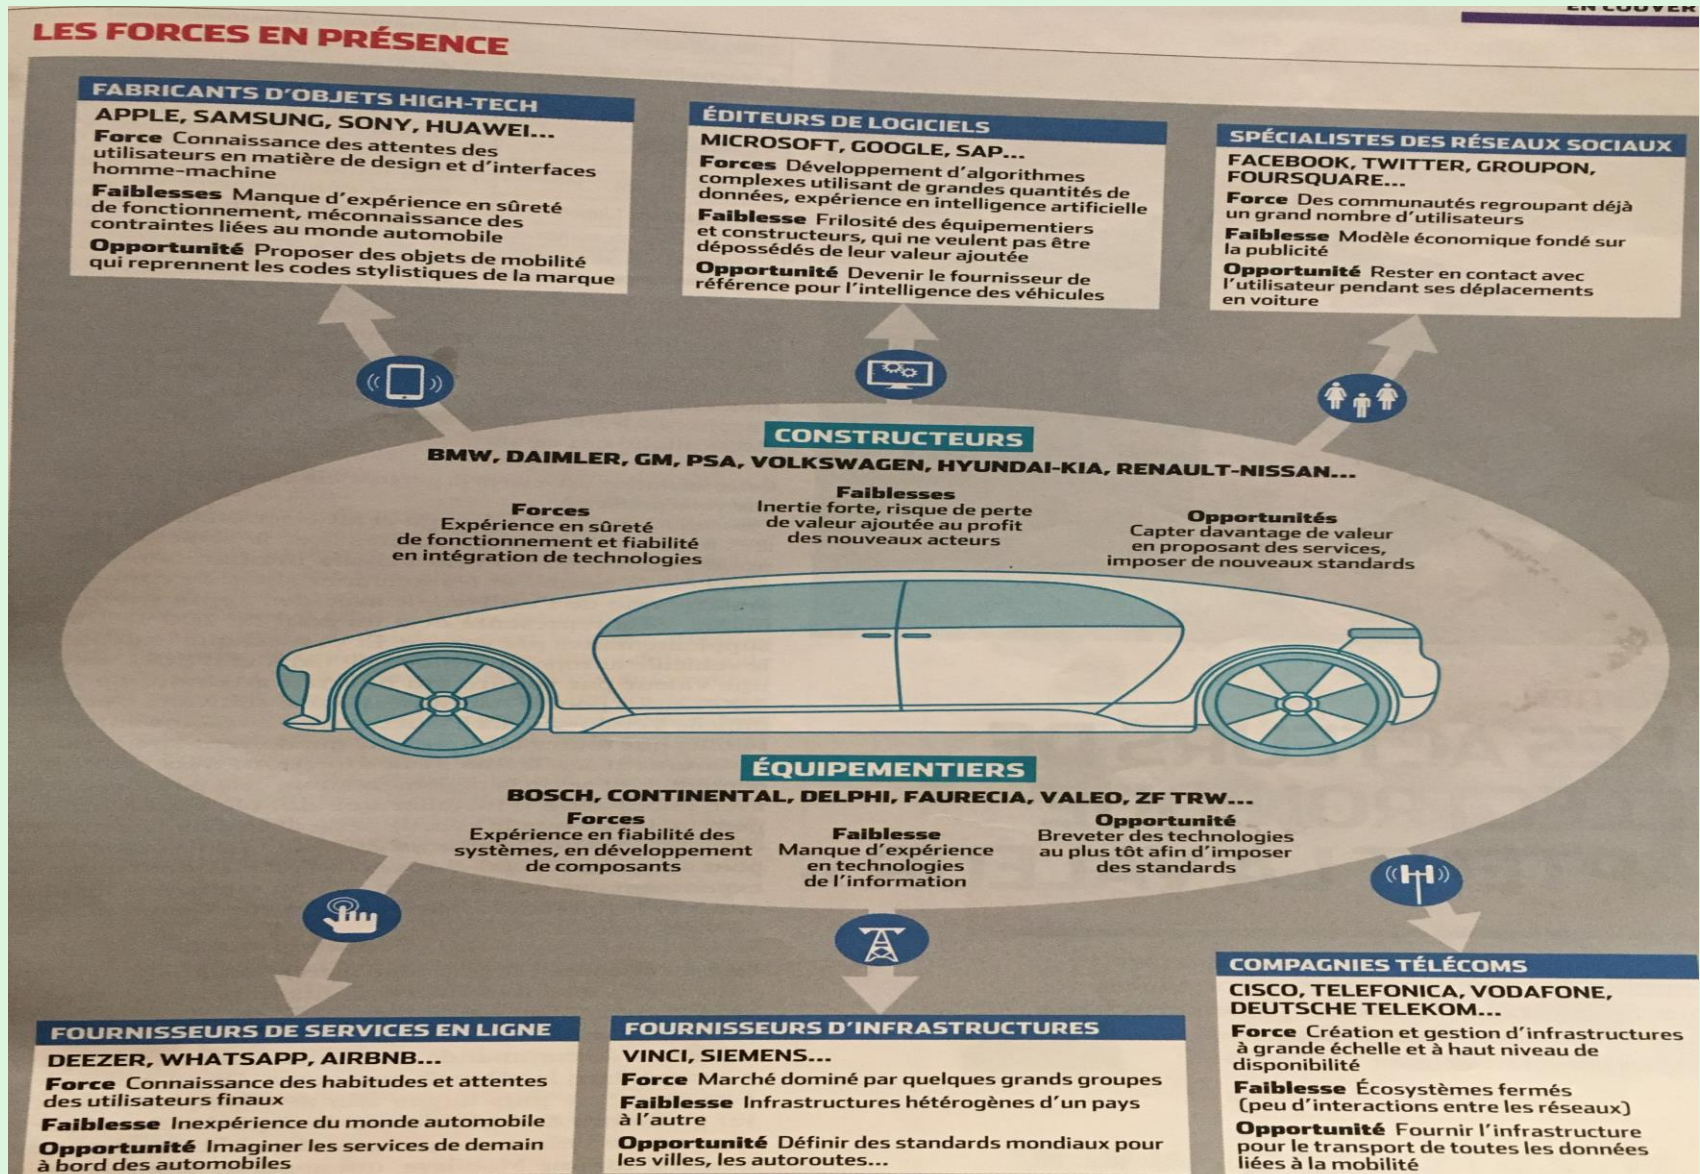 EN COUVER
LES FORCES EN PRÉSENCE
FABRICANTS D'OBJETS HIGH-TECH
APPLE, SAMSUNG, SONY, HUAWEI...
Force Connaissance des attentes des
utilisateurs en matière de design et d'interfaces
homme-machine
Faiblesses Manque d'expérience en sûreté
de fonctionnement, méconnaissance des
contraintes liées au monde automobile
Opportunité Proposer des objets de mobilité
qui reprennent les codes stylistiques de la marque
ÉDITEURS DE LOGICIELS
MICROSOFT, GOOGLE, SAP...
Forces Développement d'algorithmes
complexes utilisant de grandes quantités de
données, expérience en intelligence artificielle
Faiblesse Frilosité des équipementiers
et constructeurs, qui ne veulent pas être
dépossédés de leur valeur ajoutée
Opportunité Devenir le fournisseur de
référence pour l'intelligence des véhicules
SPÉCIALISTES DES RÉSEAUX SOCIAUX
FACEBOOK, TWITTER, GROUPON,
FOURSQUARE...
Force Des communautés regroupant déjà
un grand nombre d'utilisateurs
Faiblesse Modèle économique fondé sur
la publicité
Opportunité Rester en contact avec
l'utilisateur pendant ses déplacements
en voiture
CONSTRUCTEURS
BMW, DAIMLER, GM, PSA, VOLKSWAGEN, HYUNDAI-KIA, RENAULT-NISSAN...
Forces
Expérience en sûreté
de fonctionnement et fiabilité
en intégration de technologies
Faiblesses
Inertie forte, risque de perte
de valeur ajoutée au profit
des nouveaux acteurs
Opportunités
Capter davantage de valeur
en proposant des services,
imposer de nouveaux standards
ÉQUIPEMENTIERS
BOSCH, CONTINENTAL, DELPHI, FAURECIA, VALEO, ZF TRW...
Forces
Expérience en fiabilité des
systèmes, en développement
de composants
Faiblesse
Manque d'expérience
en technologies
de l'information
Opportunité
Breveter des technologies
au plus tôt afin d'imposer
des standards
FOURNISSEURS DE SERVICES EN LIGNE
DEEZER, WHATSAPP, AIRBNB...
Force Connaissance des habitudes et attentes
des utilisateurs finaux
Faiblesse Inexpérience du monde automobile
Opportunité Imaginer les services de demain
à bord des automobiles
FOURNISSEURS D'INFRASTRUCTURES
VINCI, SIEMENS...
Force Marché dominé par quelques grands groupes
Faiblesse Infrastructures hétérogènes d'un pays
à l'autre
Opportunité Définir des standards mondiaux pour
les villes, les autoroutes...
COMPAGNIES TÉLÉCOMS
CISCO, TELEFONICA, VODAFONE,
DEUTSCHE TELEKOM...
Force Création et gestion d'infrastructures
à grande échelle et à haut niveau de
disponibilité
Faiblesse Écosystèmes fermés
(peu d'interactions entre les réseaux)
Opportunité Fournir l'infrastructure
pour le transport de toutes les données
liées à la mobilité